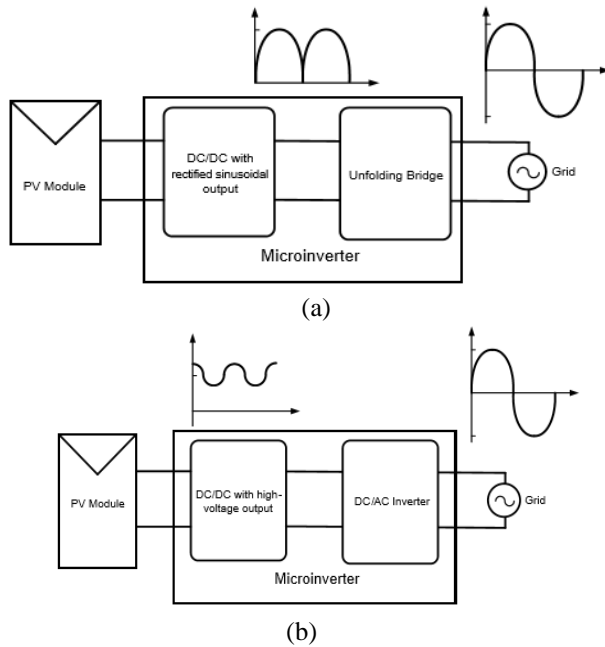 PV Module
DC/DC with
rectified sinusoidal
output
Unfolding Bridge
Grid
Microinverter
(a)
PV Module
DC/DC with high-
voltage output
DC/AC Inverter
Grid
Microinverter
(b)